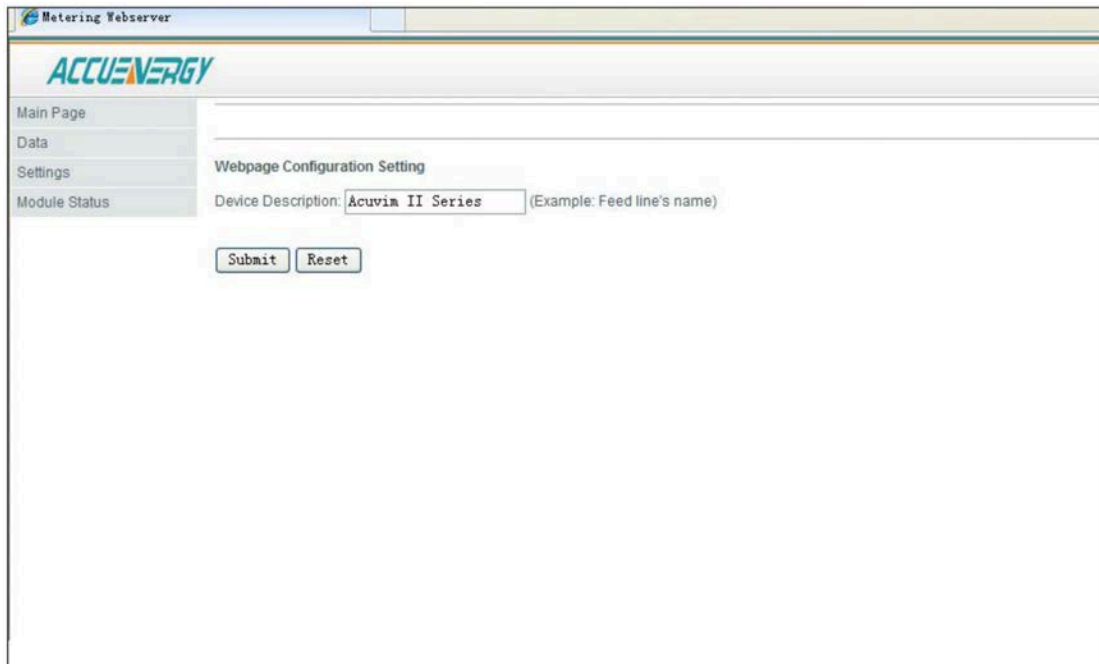 Metering Webserver
ACCUENERGY
Main Page
Data
Settings
Module Status
Webpage Configuration Setting
Device Description: Acuvim II Series (Example: Feed line's name)
Submit Reset